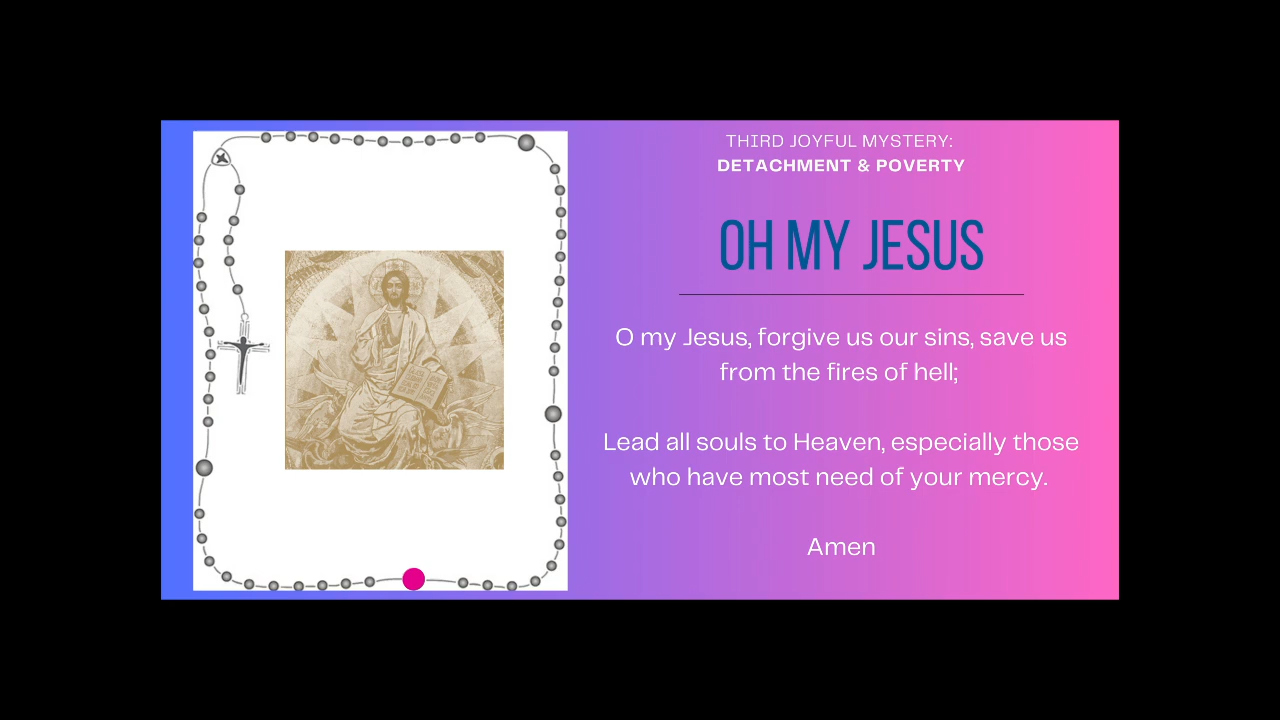 THIRD JOYFUL MYSTERY:
DETACHMENT & POVERTY
OH MY JESUS
O my Jesus, forgive us our sins, save us
from the fires of hell;
Lead all souls to Heaven, especially those
who have most need of your mercy.
Amen